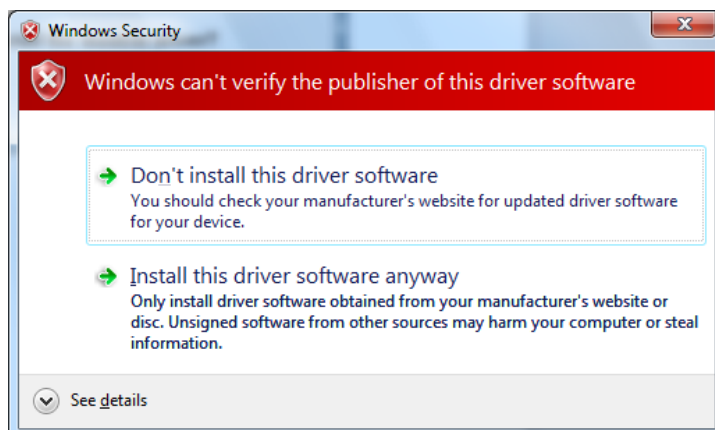 Windows Security
Windows can't verify the publisher of this driver software
Don't install this driver software
You should check your manufacturer's website for updated driver software
for your device.
Install this driver software anyway
Only install driver software obtained from your manufacturer's website or
disc. Unsigned software from other sources may harm your computer or steal
information.
See details